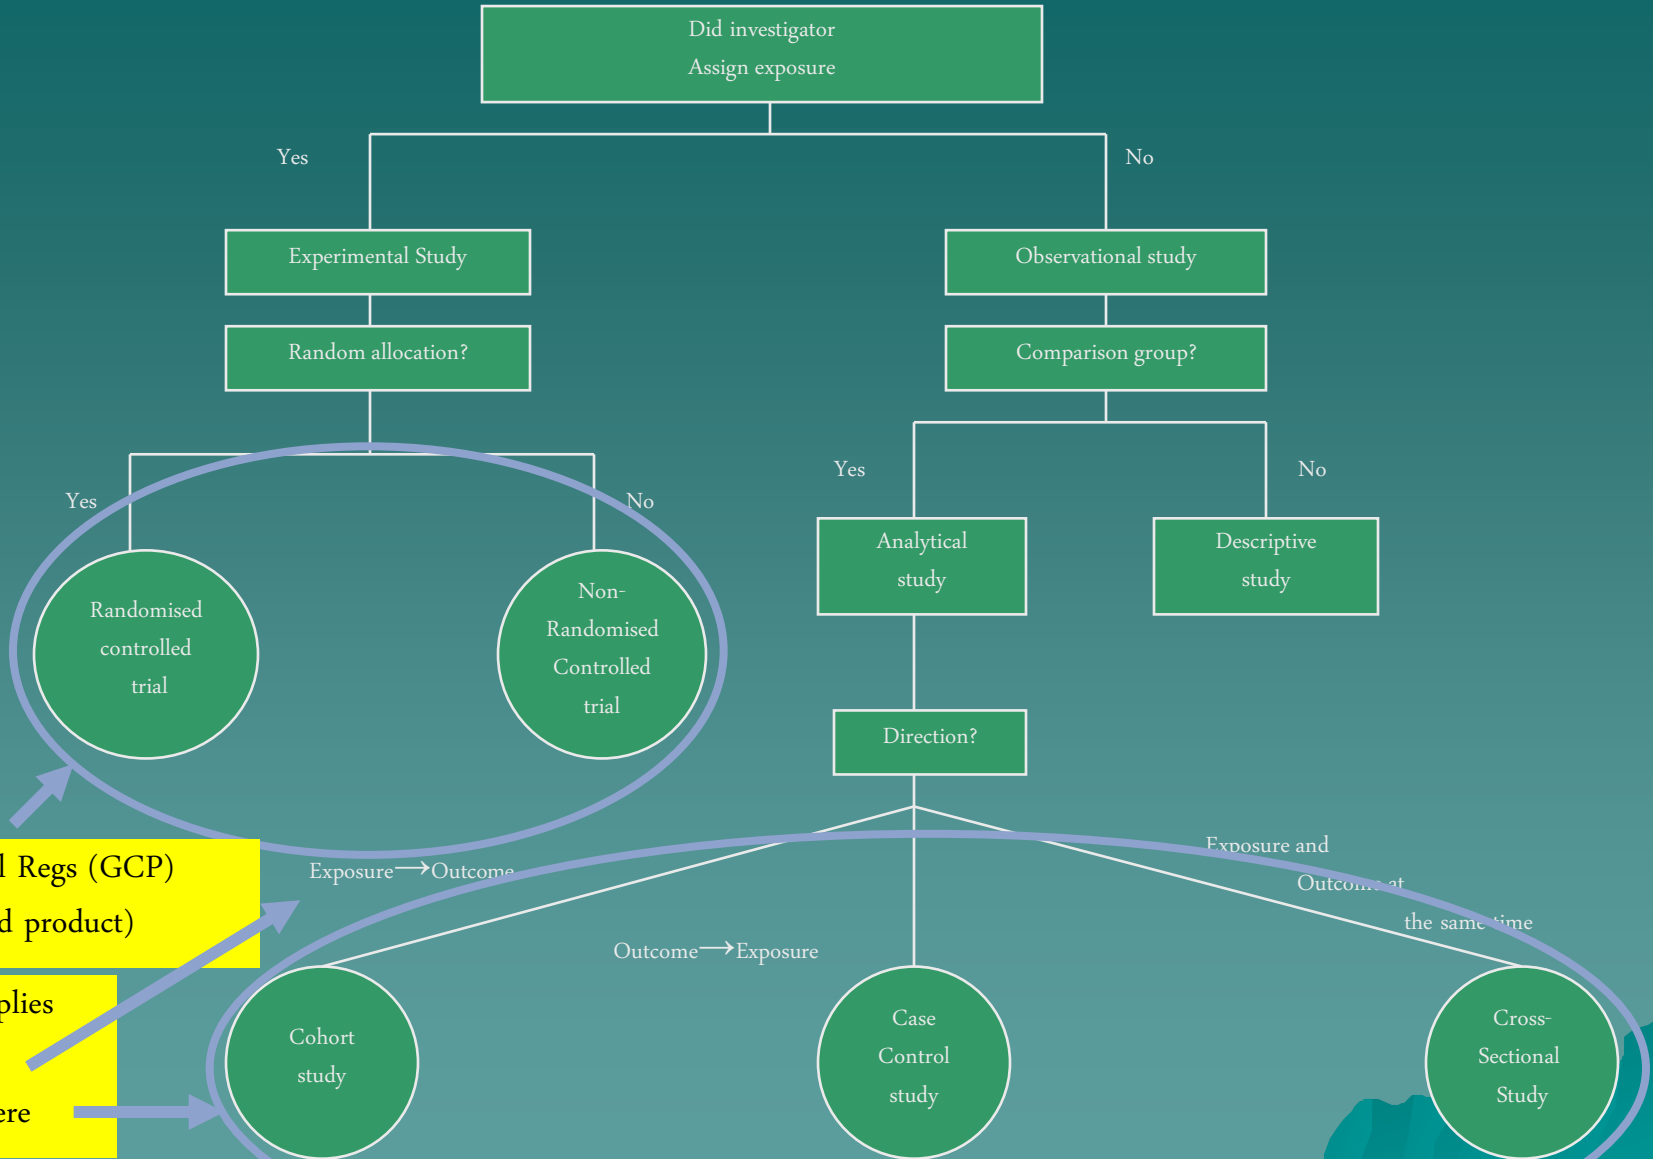 Did investigator
Assign exposure
Yes
No
Experimental Study
Observational study
Random allocation?
Comparison group?
Yes
No
Yes
No
Analytical
study
Descriptive
study
Randomised
controlled
trial
Non-
Randomised
Controlled
trial
Direction?
Regs (GCP)
product)
Exposure→Outcome
Outcome→Exposure
Exposure and
Outcome at
the same time
Cohort
study
Case
Control
study
Cross-
Sectional
Study